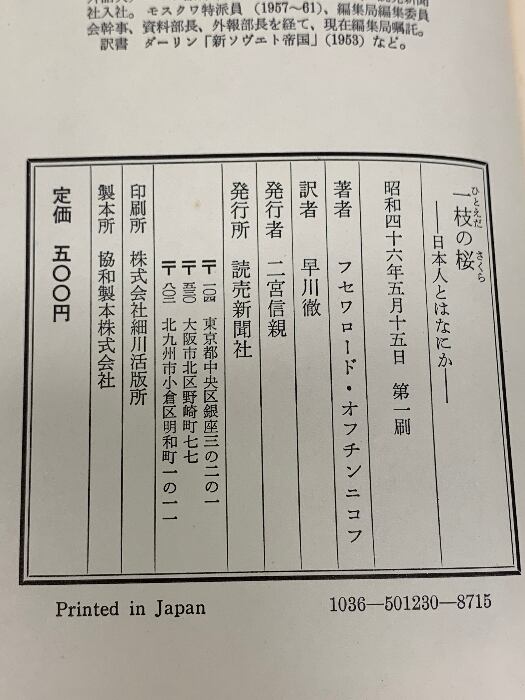 社入社。モスクワ特派員（1957〜61）、編集局編集委員
会幹事、資料部長、外報部長を経て、現在編集局嘱託。
訳書　ダーリン「新ソヴエト帝国」(1953) など。
一枝の桜
ひとえだ
さくら
――日本人とはなにか――
昭和四十六年五月十五日　第一刷
著者　フセワロード・オフチンニコフ
訳者　早川徹
発行者　二宮信親
発行所　読売新聞社
〒一〇四　東京都中央区銀座三の二の一
〒五三〇　大阪市北区野崎町七七
〒八〇二　北九州市小倉区明和町一の一一
印刷所　株式会社細川活版所
製本所　協和製本株式会社
定価　五〇〇円
Printed in Japan
1036―501230―8715